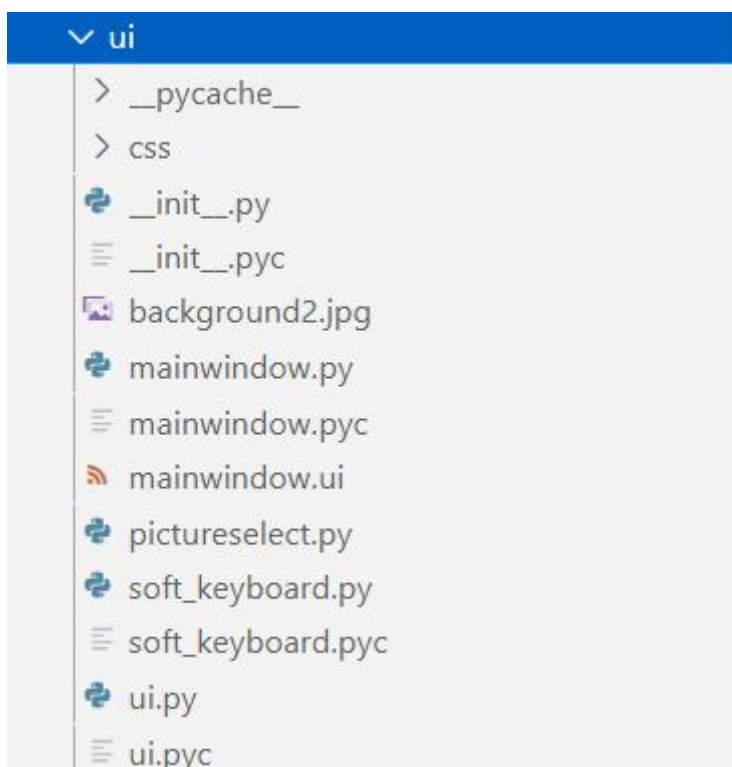 ui
__pycache__
css
__init__.py
__init__.pyc
background2.jpg
mainwindow.py
mainwindow.pyc
mainwindow.ui
pictureselect.py
soft_keyboard.py
soft_keyboard.pyc
ui.py
ui.pyc